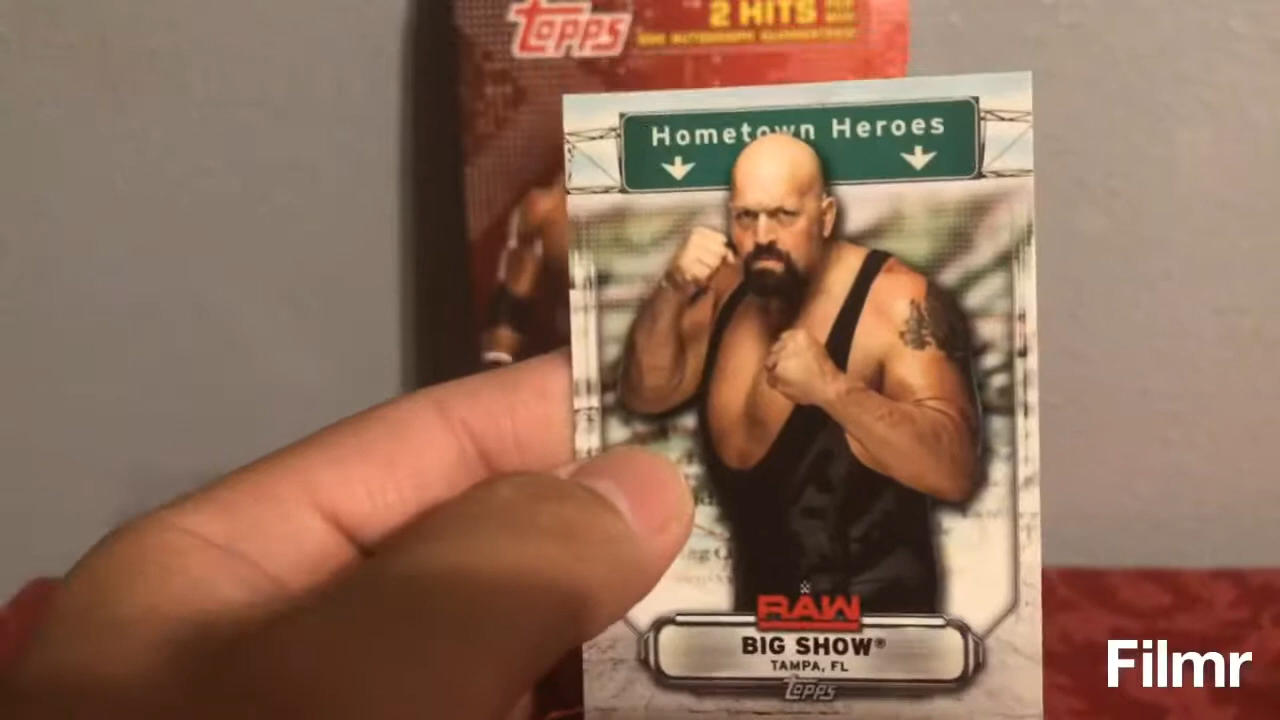 topps
2 HITS
Hometown Heroes
RAW
BIG SHOW®
TAMPA, FL
topps
Filmr